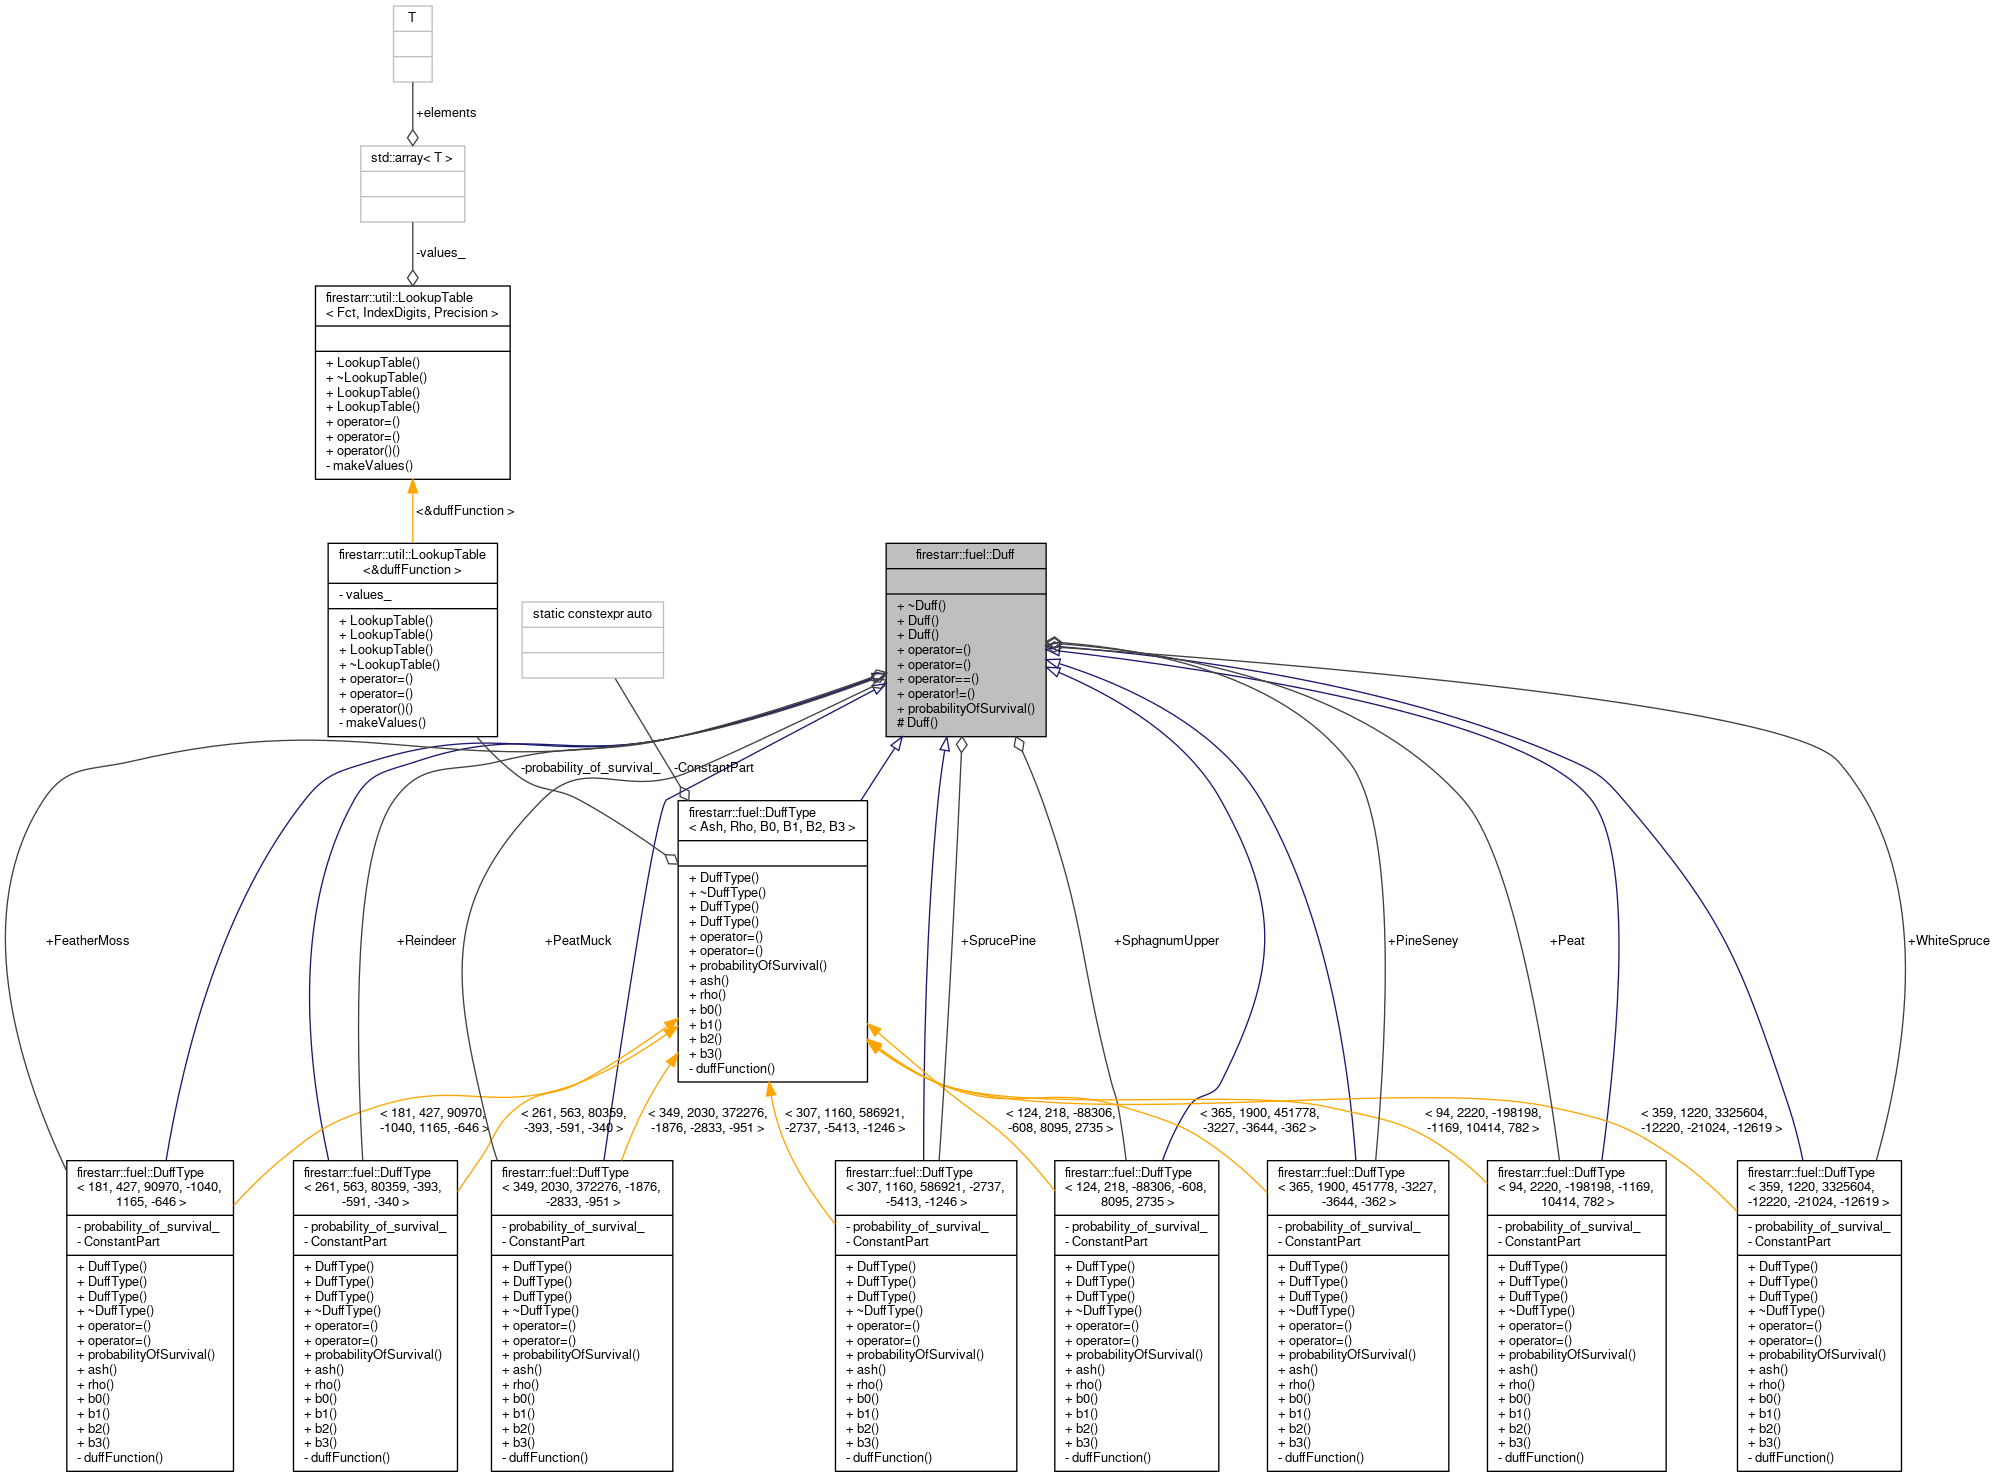 T
+elements
std::array< T >
-values_
firestarr::util::LookupTable
< Fct, IndexDigits, Precision >
+ LookupTable()
+ ~LookupTable()
+ LookupTable()
+ LookupTable()
+ operator=()
+ operator=()
+ operator()()
- makeValues()
<&duffFunction >
firestarr::util::LookupTable
<&duffFunction >
- values_
+ LookupTable()
+ LookupTable()
+ LookupTable()
+ ~LookupTable()
+ operator=()
+ operator=()
+ operator()()
- makeValues()
static constexpr auto
firestarr::fuel::Duff
+ ~Duff()
+ Duff()
+ Duff()
+ operator=()
+ operator=()
+ operator==()
+ operator!=()
+ probabilityOfSurvival()
# Duff()
-probability_of_survival_
-ConstantPart
firestarr::fuel::DuffType
< Ash, Rho, B0, B1, B2, B3 >
+ DuffType()
+ ~DuffType()
+ DuffType()
+ DuffType()
+ operator=()
+ operator=()
+ probabilityOfSurvival()
+ ash()
+ rho()
+ b0()
+ b1()
+ b2()
+ b3()
- duffFunction()
+FeatherMoss
+Reindeer
+PeatMuck
+SprucePine
+SphagnumUpper
+PineSeney
+Peat
+WhiteSpruce
< 181, 427, 90970,
-1040, 1165, -646 >
< 261, 563, 80359,
-393, -591, -340 >
< 349, 2030, 372276,
-1876, -2833, -951 >
< 307, 1160, 586921,
-2737, -5413, -1246 >
< 124, 218, -88306,
-608, 8095, 2735 >
< 365, 1900, 451778,
-3227, -3644, -362 >
< 94, 2220, -198198,
-1169, 10414, 782 >
< 359, 1220, 3325604,
-12220, -21024, -12619 >
firestarr::fuel::DuffType
< 181, 427, 90970, -1040,
1165, -646 >
- probability_of_survival_
- ConstantPart
+ DuffType()
+ DuffType()
+ DuffType()
+ ~DuffType()
+ operator=()
+ operator=()
+ probabilityOfSurvival()
+ ash()
+ rho()
+ b0()
+ b1()
+ b2()
+ b3()
- duffFunction()
firestarr::fuel::DuffType
< 261, 563, 80359, -393,
-591, -340 >
- probability_of_survival_
- ConstantPart
+ DuffType()
+ DuffType()
+ DuffType()
+ ~DuffType()
+ operator=()
+ operator=()
+ probabilityOfSurvival()
+ ash()
+ rho()
+ b0()
+ b1()
+ b2()
+ b3()
- duffFunction()
firestarr::fuel::DuffType
< 349, 2030, 372276, -1876,
-2833, -951 >
- probability_of_survival_
- ConstantPart
+ DuffType()
+ DuffType()
+ DuffType()
+ ~DuffType()
+ operator=()
+ operator=()
+ probabilityOfSurvival()
+ ash()
+ rho()
+ b0()
+ b1()
+ b2()
+ b3()
- duffFunction()
firestarr::fuel::DuffType
< 307, 1160, 586921, -2737,
-5413, -1246 >
- probability_of_survival_
- ConstantPart
+ DuffType()
+ DuffType()
+ DuffType()
+ ~DuffType()
+ operator=()
+ operator=()
+ probabilityOfSurvival()
+ ash()
+ rho()
+ b0()
+ b1()
+ b2()
+ b3()
- duffFunction()
firestarr::fuel::DuffType
< 124, 218, -88306, -608,
8095, 2735 >
- probability_of_survival_
- ConstantPart
+ DuffType()
+ DuffType()
+ DuffType()
+ ~DuffType()
+ operator=()
+ operator=()
+ probabilityOfSurvival()
+ ash()
+ rho()
+ b0()
+ b1()
+ b2()
+ b3()
- duffFunction()
firestarr::fuel::DuffType
< 365, 1900, 451778, -3227,
-3644, -362 >
- probability_of_survival_
- ConstantPart
+ DuffType()
+ DuffType()
+ DuffType()
+ ~DuffType()
+ operator=()
+ operator=()
+ probabilityOfSurvival()
+ ash()
+ rho()
+ b0()
+ b1()
+ b2()
+ b3()
- duffFunction()
firestarr::fuel::DuffType
< 94, 2220, -198198, -1169,
10414, 782 >
- probability_of_survival_
- ConstantPart
+ DuffType()
+ DuffType()
+ DuffType()
+ ~DuffType()
+ operator=()
+ operator=()
+ probabilityOfSurvival()
+ ash()
+ rho()
+ b0()
+ b1()
+ b2()
+ b3()
- duffFunction()
firestarr::fuel::DuffType
< 359, 1220, 3325604,
-12220, -21024, -12619 >
- probability_of_survival_
- ConstantPart
+ DuffType()
+ DuffType()
+ DuffType()
+ ~DuffType()
+ operator=()
+ operator=()
+ probabilityOfSurvival()
+ ash()
+ rho()
+ b0()
+ b1()
+ b2()
+ b3()
- duffFunction()